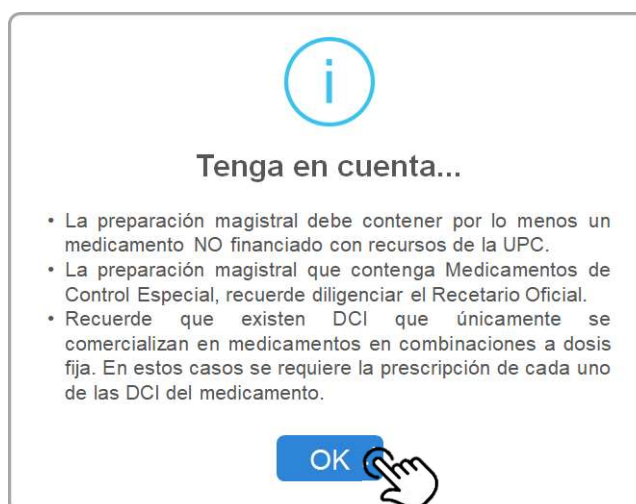 i
Tenga en cuenta...
• La preparación magistral debe contener por lo menos un
medicamento NO financiado con recursos de la UPC.
• La preparación magistral que contenga Medicamentos de
Control Especial, recuerde diligenciar el Recetario Oficial.
• Recuerde que existen DCI que únicamente se
comercializan en medicamentos en combinaciones a dosis
fija. En estos casos se requiere la prescripción de cada uno
de las DCI del medicamento.
OK